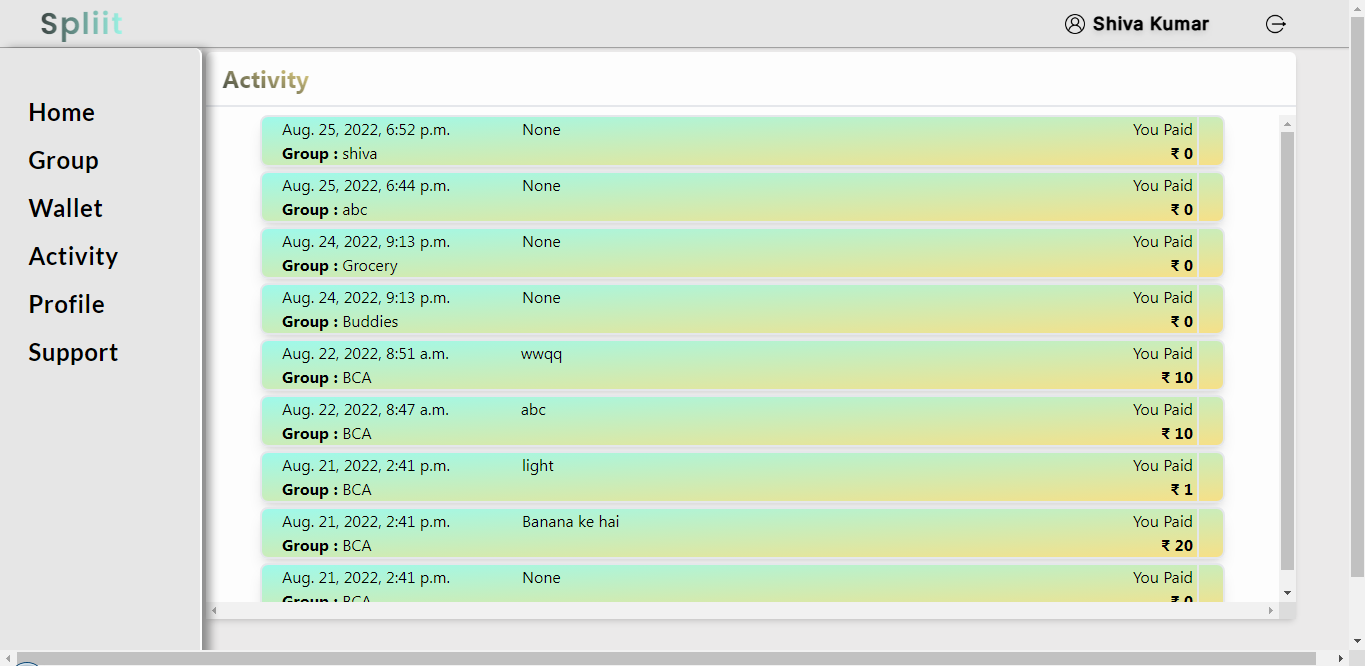 Spliit
Shiva Kumar
Home
Group
Wallet
Activity
Profile
Support
Activity
Aug. 25, 2022, 6:52 p.m. None You Paid
Group : shiva ₹ 0
Aug. 25, 2022, 6:44 p.m. None You Paid
Group : abc ₹ 0
Aug. 24, 2022, 9:13 p.m. None You Paid
Group : Grocery ₹ 0
Aug. 24, 2022, 9:13 p.m. None You Paid
Group : Buddies ₹ 0
Aug. 22, 2022, 8:51 a.m. wwqq You Paid
Group : BCA ₹ 10
Aug. 22, 2022, 8:47 a.m. abc You Paid
Group : BCA ₹ 10
Aug. 21, 2022, 2:41 p.m. light You Paid
Group : BCA ₹ 1
Aug. 21, 2022, 2:41 p.m. Banana ke hai You Paid
Group : BCA ₹ 20
Aug. 21, 2022, 2:41 p.m. None You Paid
Group : BCA ₹ 0